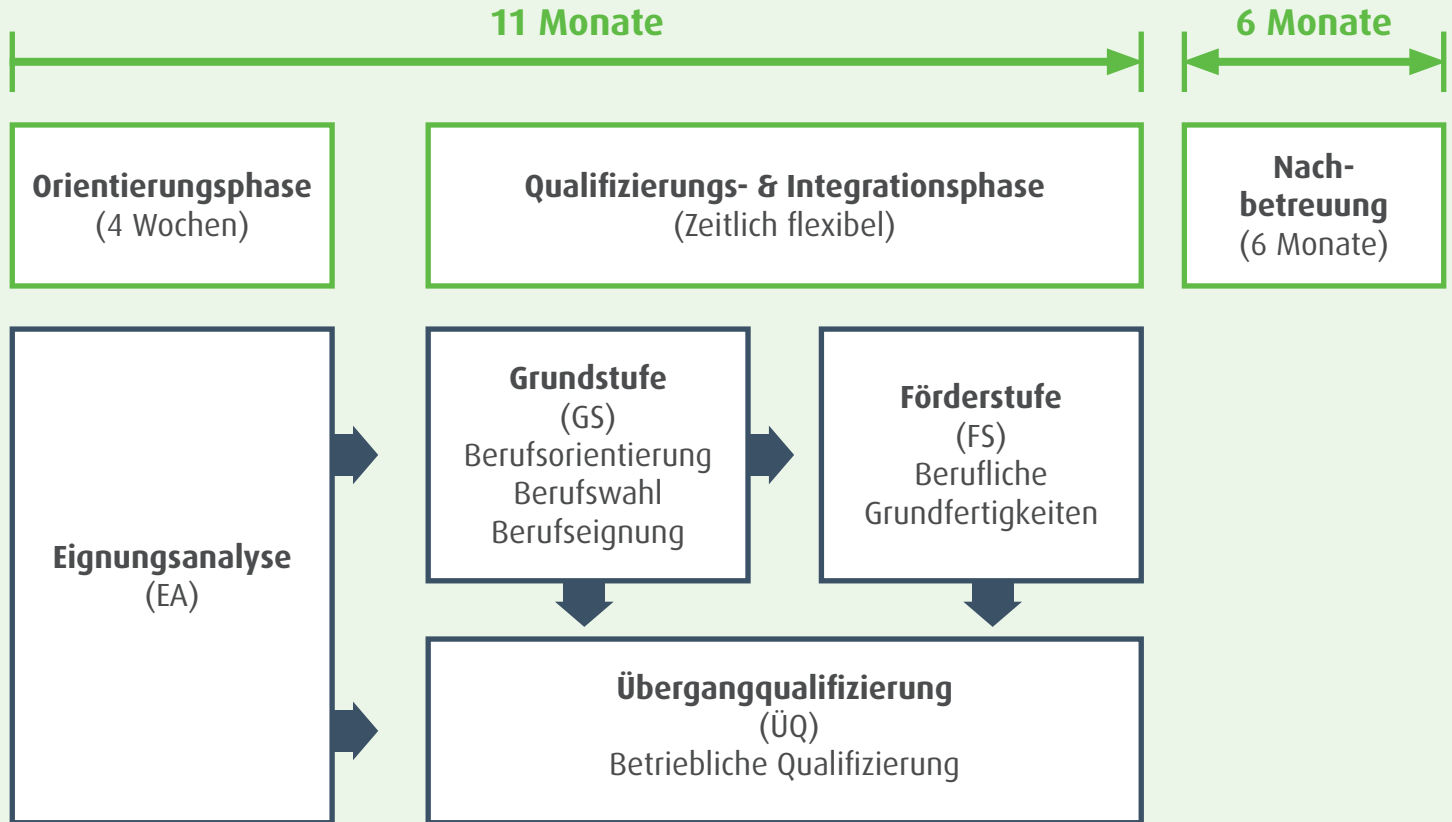 11 Monate
6 Monate
Orientierungsphase
(4 Wochen)
Qualifizierungs- & Integrationsphase
(Zeitlich flexibel)
Nach-
betreuung
(6 Monate)
Eignungsanalyse
(EA)
Grundstufe
(GS)
Berufsorientierung
Berufswahl
Berufseignung
Förderstufe
(FS)
Berufliche
Grundfertigkeiten
Übergangqualifizierung
(ÜQ)
Betriebliche Qualifizierung